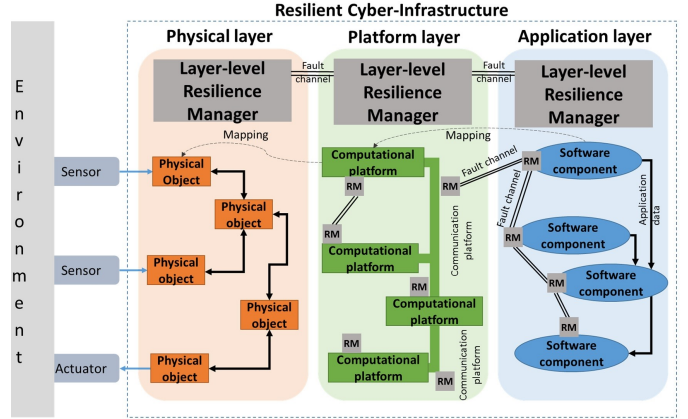 Resilient Cyber-Infrastructure
Physical layer
Platform layer
Application layer
Layer-level
Resilience
Manager
Fault
channel
Layer-level
Resilience
Manager
Fault
channel
Layer-level
Resilience
Manager
Environment
Mapping
Mapping
Sensor
Physical
Object
Physical
object
Sensor
Physical
object
Physical
object
Actuator
Physical
object
Computational
platform
RM
RM
Computational
platform
RM
Computational
platform
RM
Computational
platform
RM
RM
Communication
platform
Communication
platform
Fault channel
RM
Software
component
Fault channel
Application
data
RM
Software
component
RM
Software
component
RM
Software
component